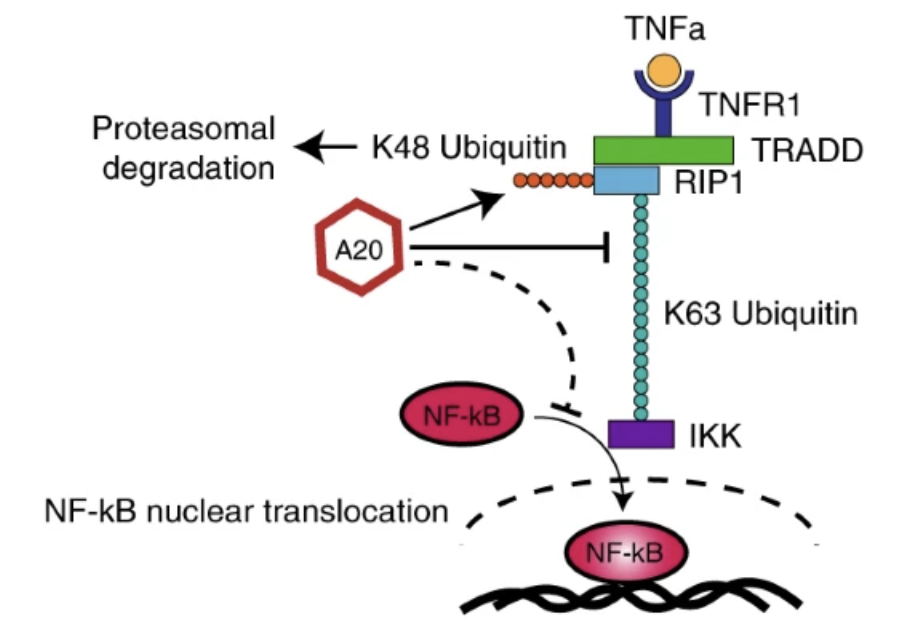 TNFa
TNFR1
Proteasomal
degradation
K48 Ubiquitin
TRADD
RIP1
A20
K63 Ubiquitin
NF-kB
IKK
NF-kB nuclear translocation
NF-kB